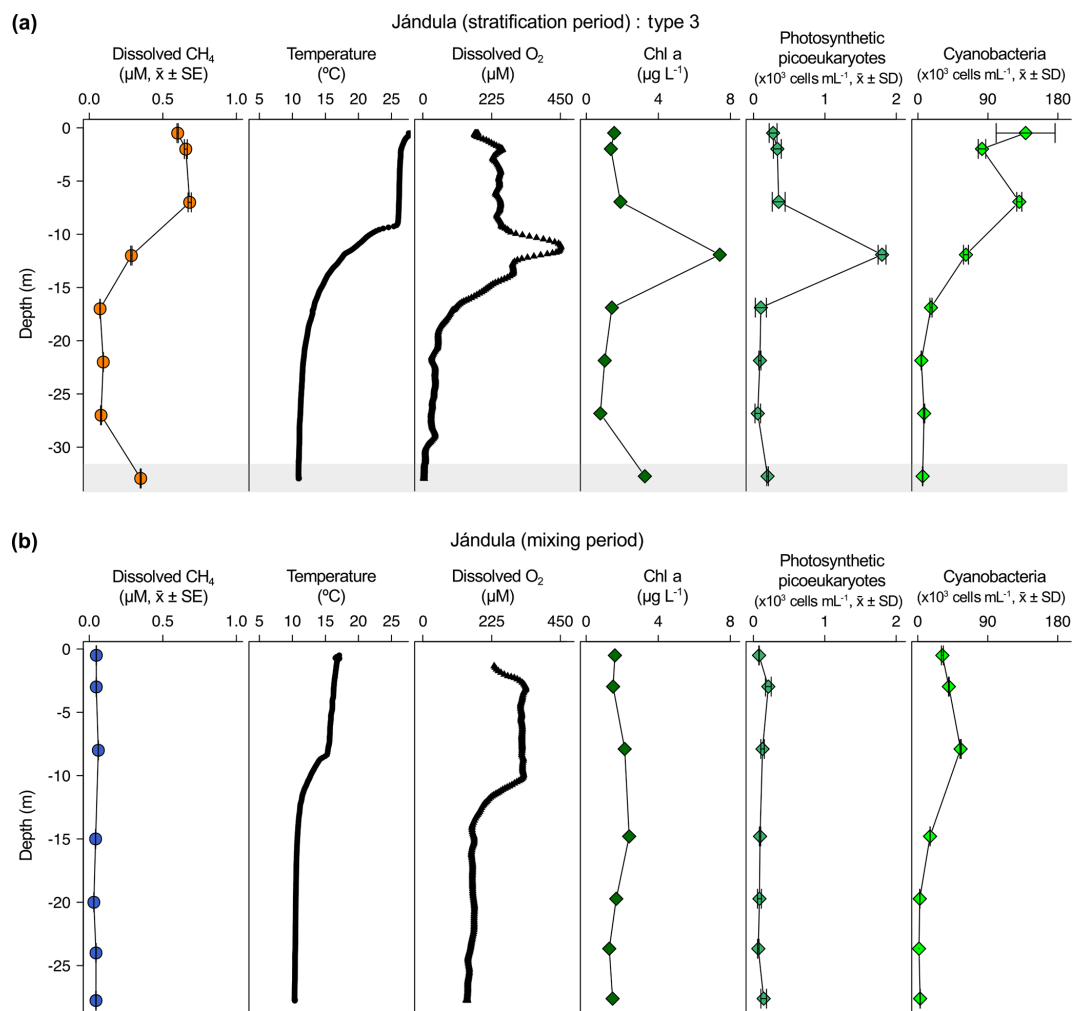 (a)
Jándula (stratification period) : type 3
Dissolved CH₄
(µM, x̄ ± SE)
Temperature
(ºC)
Dissolved O₂
(µM)
Chl a
(µg L⁻¹)
Photosynthetic
picoeukaryotes
(x10³ cells mL⁻¹, x̄ ± SD)
Cyanobacteria
(x10³ cells mL⁻¹, x̄ ± SD)
0.0 0.5 1.0
5 10 15 20 25
0 225 450
0 4 8
0 1 2
0 90 180
0
-5
-10
-15
-20
-25
-30
Depth (m)
(b)
Jándula (mixing period)
Dissolved CH₄
(µM, x̄ ± SE)
Temperature
(ºC)
Dissolved O₂
(µM)
Chl a
(µg L⁻¹)
Photosynthetic
picoeukaryotes
(x10³ cells mL⁻¹, x̄ ± SD)
Cyanobacteria
(x10³ cells mL⁻¹, x̄ ± SD)
0.0 0.5 1.0
5 10 15 20 25
0 225 450
0 4 8
0 1 2
0 90 180
0
-5
-10
-15
-20
-25
Depth (m)